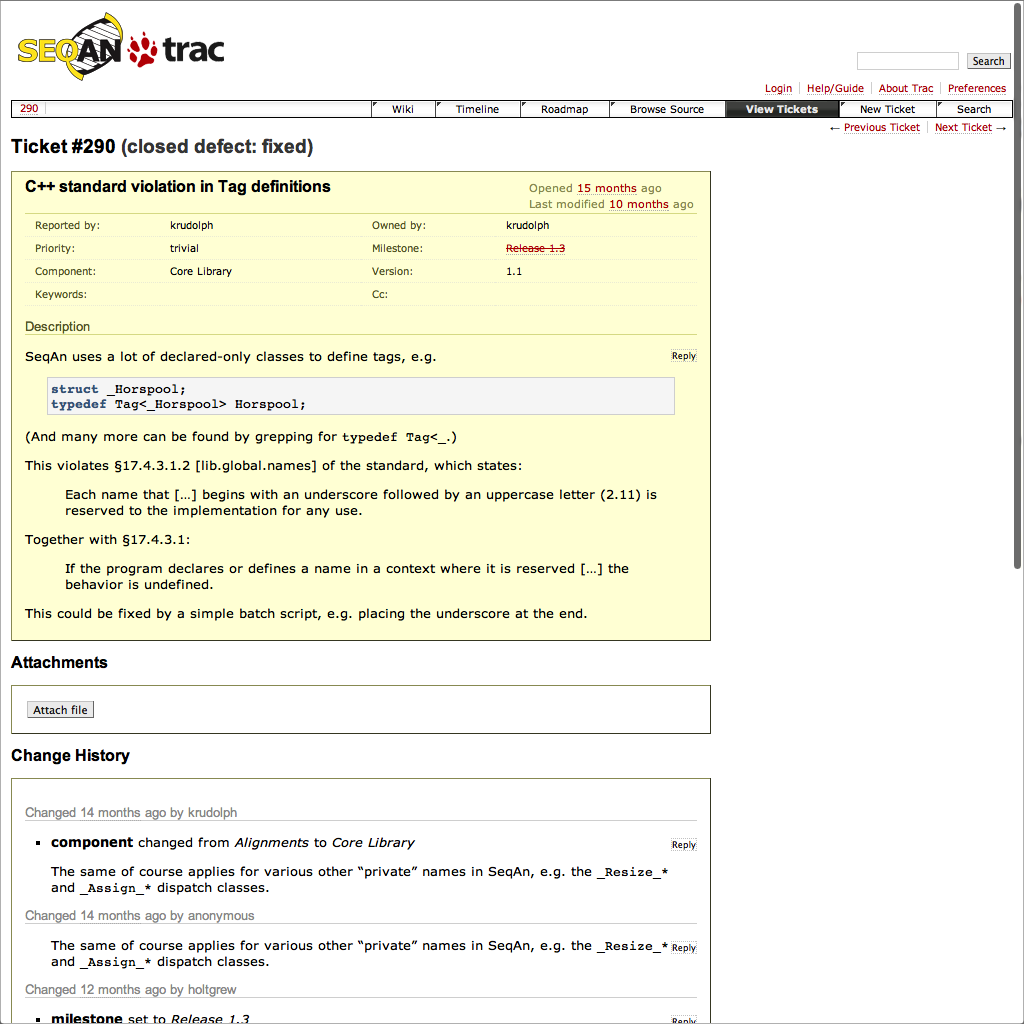 SEQAN trac
Search
Login Help/Guide About Trac Preferences
290 Wiki Timeline Roadmap Browse Source View Tickets New Ticket Search
← Previous Ticket Next Ticket →
Ticket #290 (closed defect: fixed)
C++ standard violation in Tag definitions
Opened 15 months ago
Last modified 10 months ago
Reported by: krudolph Owned by: krudolph
Priority: trivial Milestone: Release 1.3
Component: Core Library Version: 1.1
Keywords: Cc:
Description
SeqAn uses a lot of declared-only classes to define tags, e.g. Reply
struct _Horspool;
typedef Tag<_Horspool> Horspool;
(And many more can be found by grepping for typedef Tag<_.)
This violates §17.4.3.1.2 [lib.global.names] of the standard, which states:
Each name that […] begins with an underscore followed by an uppercase letter (2.11) is
reserved to the implementation for any use.
Together with §17.4.3.1:
If the program declares or defines a name in a context where it is reserved […] the
behavior is undefined.
This could be fixed by a simple batch script, e.g. placing the underscore at the end.
Attachments
Attach file
Change History
Changed 14 months ago by krudolph
▪ component changed from Alignments to Core Library Reply
The same of course applies for various other “private” names in SeqAn, e.g. the _Resize_*
and _Assign_* dispatch classes.
Changed 14 months ago by anonymous
The same of course applies for various other “private” names in SeqAn, e.g. the _Resize_* Reply
and _Assign_* dispatch classes.
Changed 12 months ago by holtgrew
▪ milestone set to Release 1.3 Reply